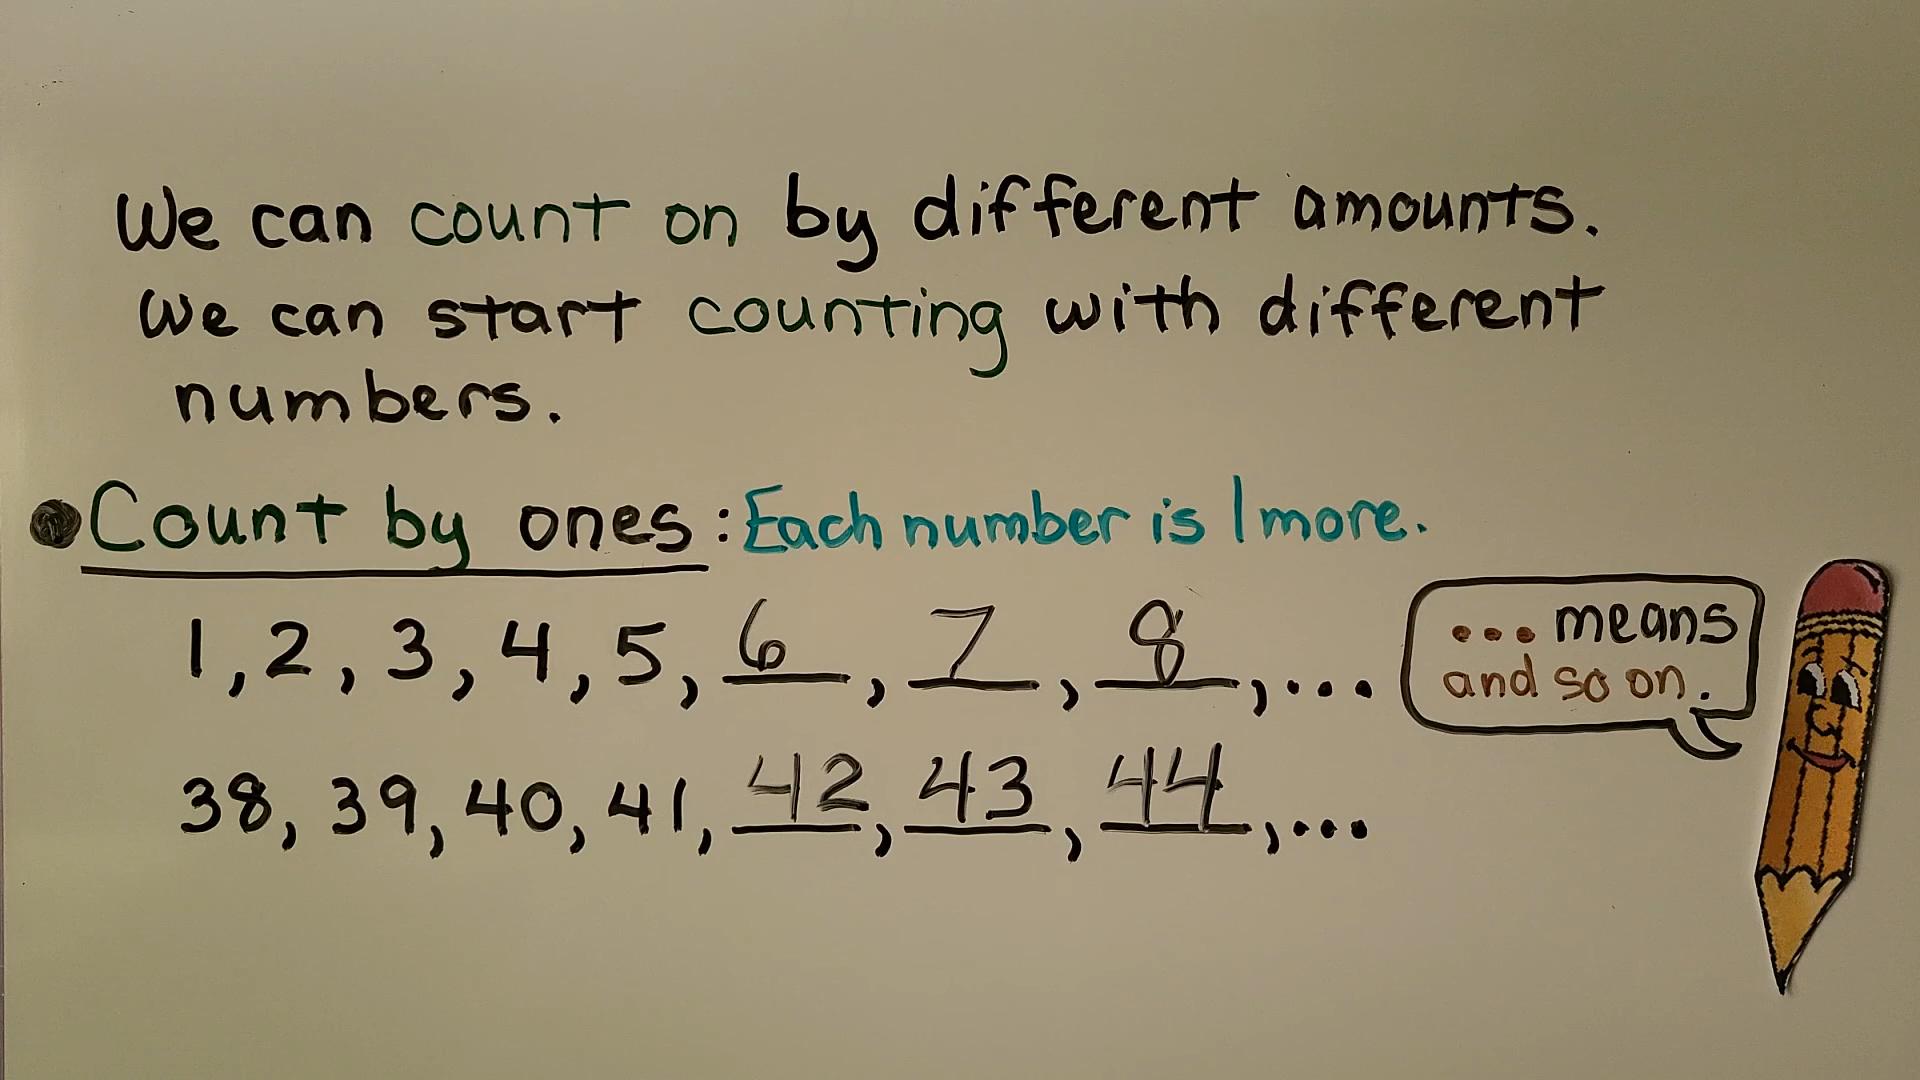 We can count on by different amounts.
We can start counting with different
numbers.
Count by ones: Each number is 1 more.
1, 2, 3, 4, 5, 6, 7, 8, ...
... means
and so on.
38, 39, 40, 41, 42, 43, 44, ...